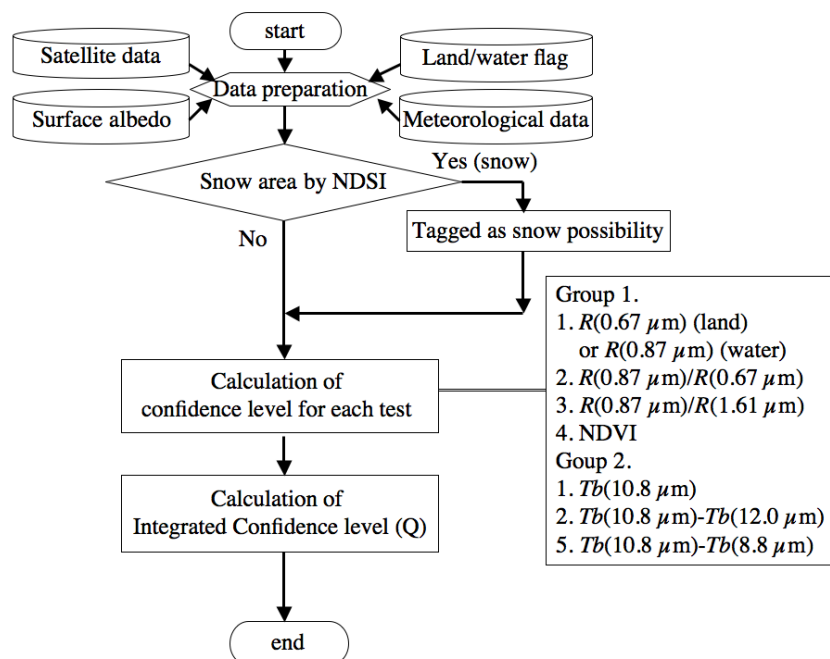 start
Satellite data
Land/water flag
Data preparation
Surface albedo
Meteorological data
Yes (snow)
Snow area by NDSI
No
Tagged as snow possibility
Group 1.
1. R(0.67 µm) (land)
or R(0.87 µm) (water)
2. R(0.87 µm)/R(0.67 µm)
3. R(0.87 µm)/R(1.61 µm)
4. NDVI
Goup 2.
1. Tb(10.8 µm)
2. Tb(10.8 µm)-Tb(12.0 µm)
5. Tb(10.8 µm)-Tb(8.8 µm)
Calculation of
confidence level for each test
Calculation of
Integrated Confidence level (Q)
end